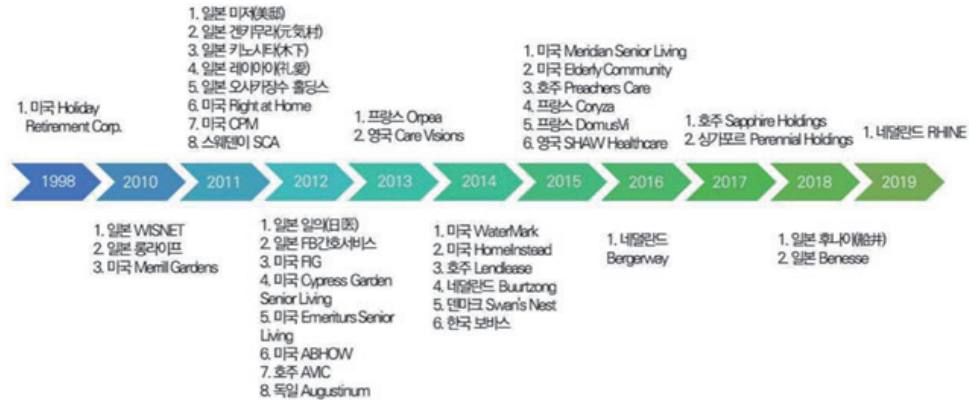 1. 미국 Holiday
Retirement Corp.
1. 일본 미저(美邸)
2. 일본 겐키무라(元気村)
3. 일본 키노시타(木下)
4. 일본 레이아이(礼愛)
5. 일본 오사카장수 홀딩스
6. 미국 Right at Home
7. 미국 CPM
8. 스웨덴이 SCA
1. 프랑스 Orpea
2. 영국 Care Visions
1. 미국 Meridian Senior Living
2. 미국 Elderly Community
3. 호주 Preachers Care
4. 프랑스 Coryza
5. 프랑스 DomusVi
6. 영국 SHAW Healthcare
1. 호주 Sapphire Holdings
2. 싱가포르 Perennial Holdings
1. 네덜란드 RHINE
1998
2010
2011
2012
2013
2014
2015
2016
2017
2018
2019
1. 일본 WISNET
2. 일본 롱라이프
3. 미국 Merrill Gardens
1. 일본 일의(日医)
2. 일본 FB간호서비스
3. 미국 FIG
4. 미국 Cypress Garden
Senior Living
5. 미국 Emeriturs Senior
Living
6. 미국 ABHOW
7. 호주 AVIC
8. 독일 Augustinum
1. 미국 WaterMark
2. 미국 HomeInstead
3. 호주 Lendlease
4. 네덜란드 Buurtzong
5. 덴마크 Swan's Nest
6. 한국 보바스
1. 네덜란드
Bergerway
1. 일본 후나이(船井)
2. 일본 Benesse